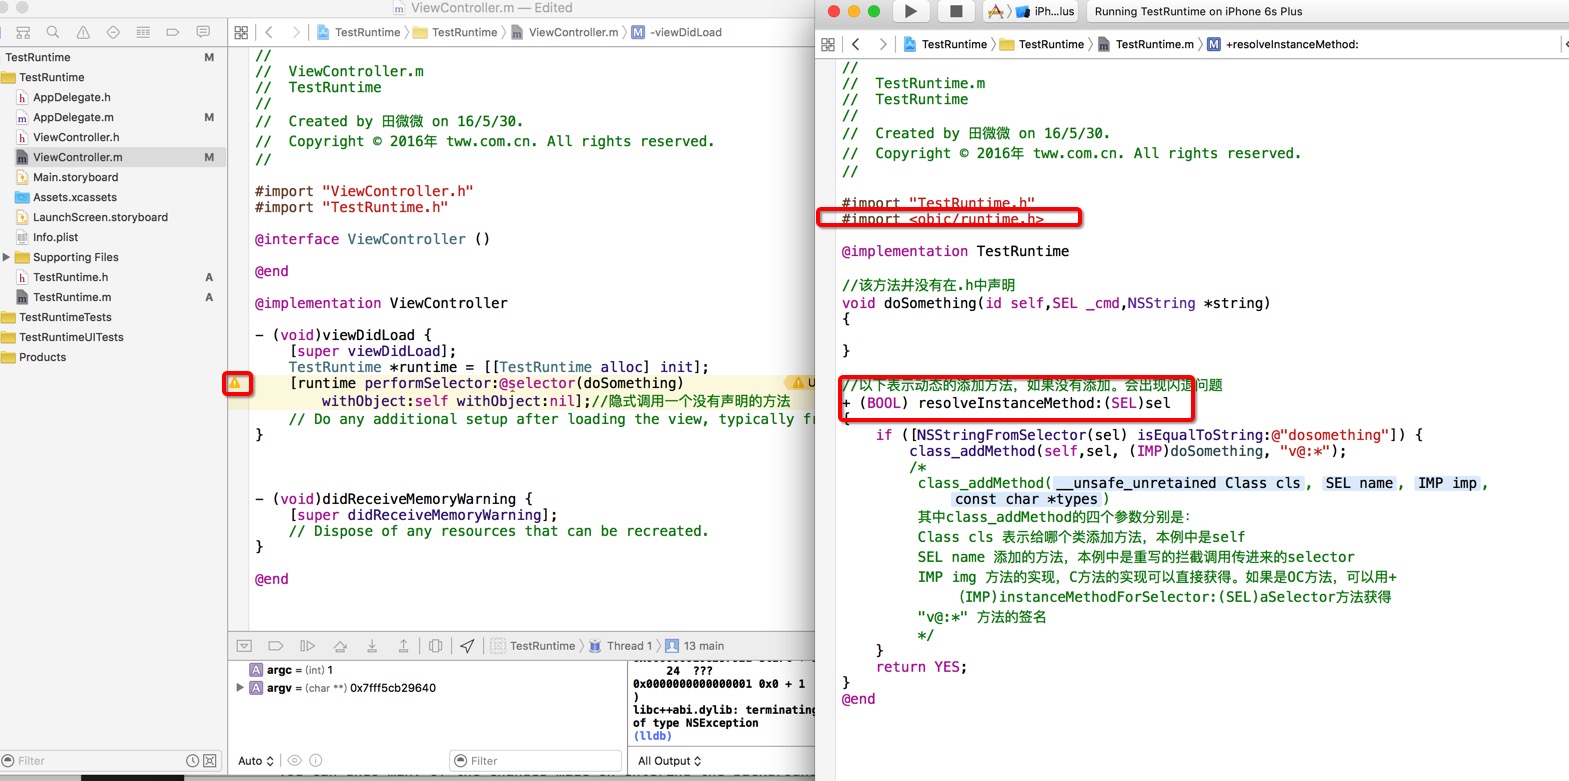 ViewController.m — Edited
TestRuntime M
TestRuntime
AppDelegate.h
AppDelegate.m M
ViewController.h
ViewController.m M
Main.storyboard
Assets.xcassets
LaunchScreen.storyboard
Info.plist
Supporting Files
TestRuntime.h A
TestRuntime.m A
TestRuntimeTests
TestRuntimeUITests
Products
Filter
TestRuntime TestRuntime ViewController.m M -viewDidLoad
//
//  ViewController.m
//  TestRuntime
//
//  Created by 田微微 on 16/5/30.
//  Copyright © 2016年 tww.com.cn. All rights reserved.
//
#import "ViewController.h"
#import "TestRuntime.h"
@interface ViewController ()
@end
@implementation ViewController
- (void)viewDidLoad {
[super viewDidLoad];
TestRuntime *runtime = [[TestRuntime alloc] init];
[runtime performSelector:@selector(doSomething)
withObject:self withObject:nil];//隐式调用一个没有声明的方法
// Do any additional setup after loading the view, typically f
}
- (void)didReceiveMemoryWarning {
[super didReceiveMemoryWarning];
// Dispose of any resources that can be recreated.
}
@end
TestRuntime Thread 1 13 main
A argc = (int) 1
A argv = (char **) 0x7fff5cb29640
24  ???
0x0000000000000001 0x0 + 1
)
libc++abi.dylib: terminating
of type NSException
(lldb)
Auto
Filter
All Output
iPh...lus
Running TestRuntime on iPhone 6s Plus
TestRuntime TestRuntime TestRuntime.m M +resolveInstanceMethod:
//
//  TestRuntime.m
//  TestRuntime
//
//  Created by 田微微 on 16/5/30.
//  Copyright © 2016年 tww.com.cn. All rights reserved.
//
#import "TestRuntime.h"
#import <objc/runtime.h>
@implementation TestRuntime
//该方法并没有在.h中声明
void doSomething(id self,SEL _cmd,NSString *string)
{
}
//以下表示动态的添加方法，如果没有添加。会出现闪退问题
+ (BOOL) resolveInstanceMethod:(SEL)sel
{
if ([NSStringFromSelector(sel) isEqualToString:@"dosomething"]) {
class_addMethod(self,sel, (IMP)doSomething, "v@:*");
/*
class_addMethod(__unsafe_unretained Class cls, SEL name, IMP imp,
const char *types)
其中class_addMethod的四个参数分别是：
Class cls 表示给哪个类添加方法，本例中是self
SEL name 添加的方法，本例中是重写的拦截调用传进来的selector
IMP img 方法的实现，C方法的实现可以直接获得。如果是OC方法，可以用+
(IMP)instanceMethodForSelector:(SEL)aSelector方法获得
"v@:*" 方法的签名
*/
}
return YES;
}
@end